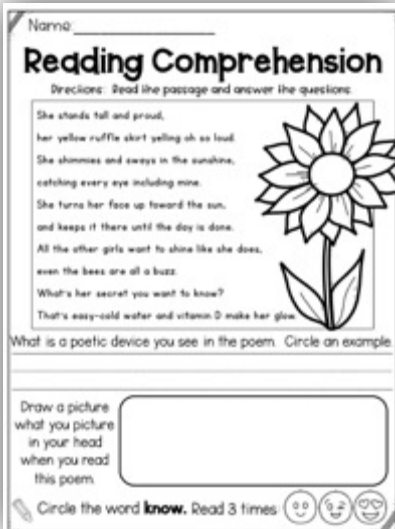 Name:
Reading Comprehension
Directions: Read the passage and answer the questions.
She stands tall and proud,
her yellow ruffle skirt yelling oh so loud.
She shimmies and sways in the sunshine,
catching every eye including mine.
She turns her face up toward the sun,
and keeps it there until the day is done.
All the other girls want to shine like she does,
even the bees are all a buzz.
What's her secret you want to know?
That's easy-cold water and vitamin D make her glow.
What is a poetic device you see in the poem. Circle an example.
Draw a picture
what you picture
in your head
when you read
this poem.
Circle the word know. Read 3 times